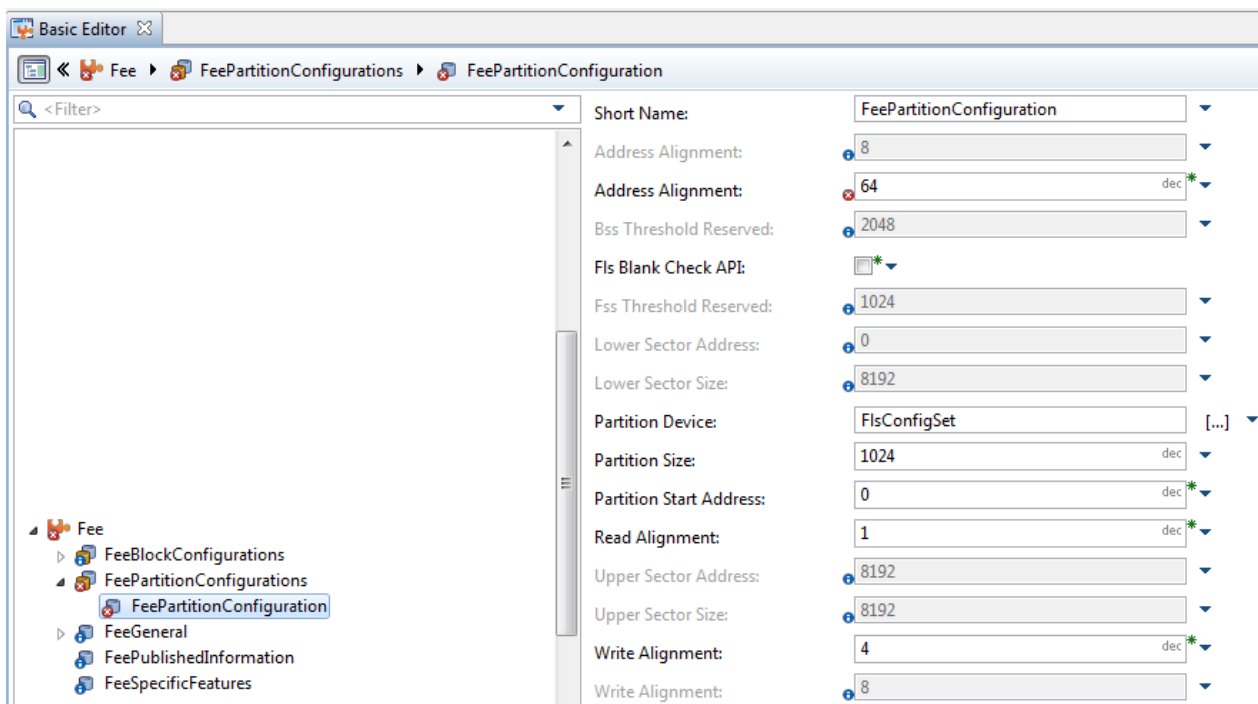 Basic Editor
Fee FeePartitionConfigurations FeePartitionConfiguration
<Filter>
Fee
FeeBlockConfigurations
FeePartitionConfigurations
FeePartitionConfiguration
FeeGeneral
FeePublishedInformation
FeeSpecificFeatures
Short Name: FeePartitionConfiguration
Address Alignment: 8
Address Alignment: 64 dec
Bss Threshold Reserved: 2048
Fls Blank Check API:
Fss Threshold Reserved: 1024
Lower Sector Address: 0
Lower Sector Size: 8192
Partition Device: FlsConfigSet [...]
Partition Size: 1024 dec
Partition Start Address: 0 dec
Read Alignment: 1 dec
Upper Sector Address: 8192
Upper Sector Size: 8192
Write Alignment: 4 dec
Write Alignment: 8